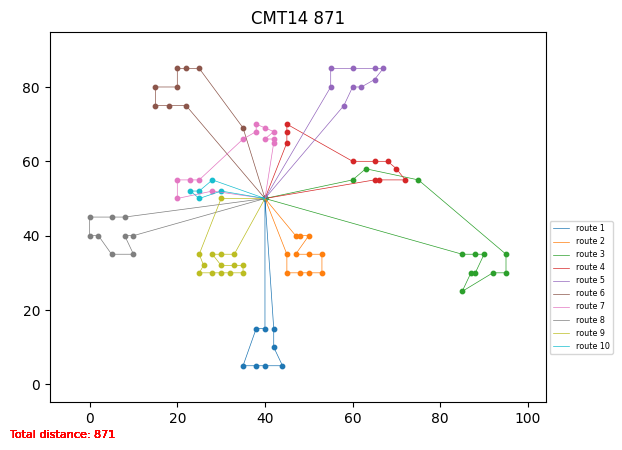 CMT14 871
80
60
40
20
0
0
20
40
60
80
100
route 1
route 2
route 3
route 4
route 5
route 6
route 7
route 8
route 9
route 10
Total distance: 871